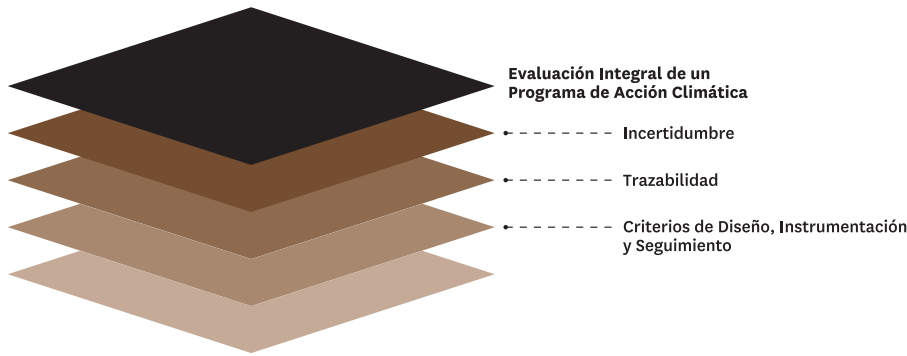 Evaluación Integral de un
Programa de Acción Climática
Incertidumbre
Trazabilidad
Criterios de Diseño, Instrumentación
y Seguimiento